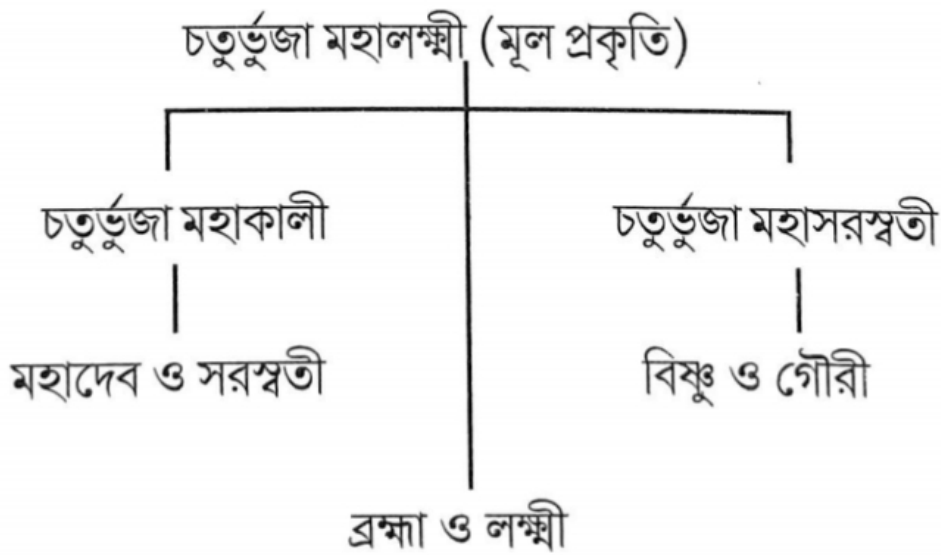 চতুর্ভুজা মহালক্ষ্মী (মূল প্রকৃতি)
চতুর্ভুজা মহাকালী
চতুর্ভুজা মহাসরস্বতী
মহাদেব ও সরস্বতী
বিষ্ণু ও গৌরী
ব্রহ্মা ও লক্ষ্মী